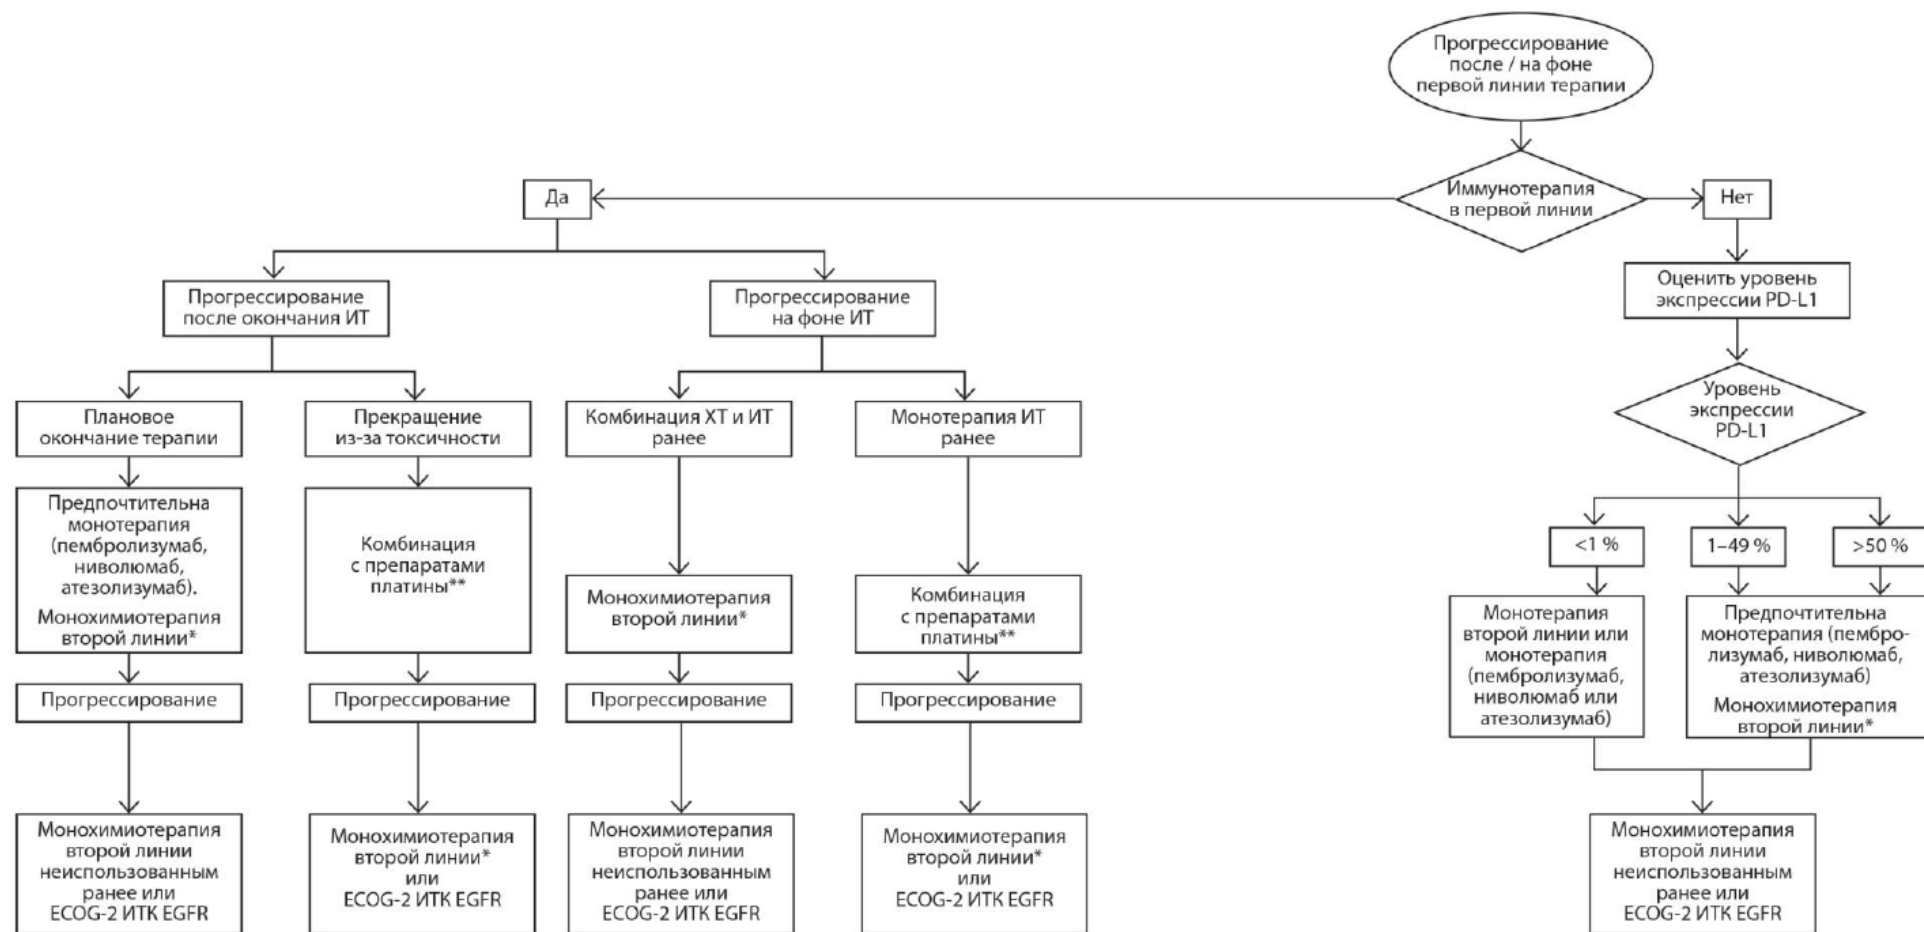 Прогрессирование
после / на фоне
первой линии терапии
Иммунотерапия
в первой линии
Да
Нет
Прогрессирование
после окончания ИТ
Прогрессирование
на фоне ИТ
Оценить уровень
экспрессии PD-L1
Плановое
окончание терапии
Прекращение
из-за токсичности
Комбинация ХТ и ИТ
ранее
Монотерапия ИТ
ранее
Уровень
экспрессии
PD-L1
Предпочтительна
монотерапия
(пембролизумаб,
ниволюмаб,
атезолизумаб).
Монохимиотерапия
второй линии*
Комбинация
с препаратами
платины**
Монохимиотерапия
второй линии*
Комбинация
с препаратами
платины**
<1 %
1–49 %
>50 %
Монотерапия
второй линии или
монотерапия
(пембролизумаб,
ниволюмаб или
атезолизумаб)
Предпочтительна
монотерапия (пембро-
лизумаб, ниволюмаб,
атезолизумаб)
Монохимиотерапия
второй линии*
Прогрессирование
Прогрессирование
Прогрессирование
Прогрессирование
Монохимиотерапия
второй линии
неиспользованным
ранее или
ECOG-2 ИТК EGFR
Монохимиотерапия
второй линии*
или
ECOG-2 ИТК EGFR
Монохимиотерапия
второй линии
неиспользованным
ранее или
ECOG-2 ИТК EGFR
Монохимиотерапия
второй линии*
или
ECOG-2 ИТК EGFR
Монохимиотерапия
второй линии
неиспользованным
ранее или
ECOG-2 ИТК EGFR